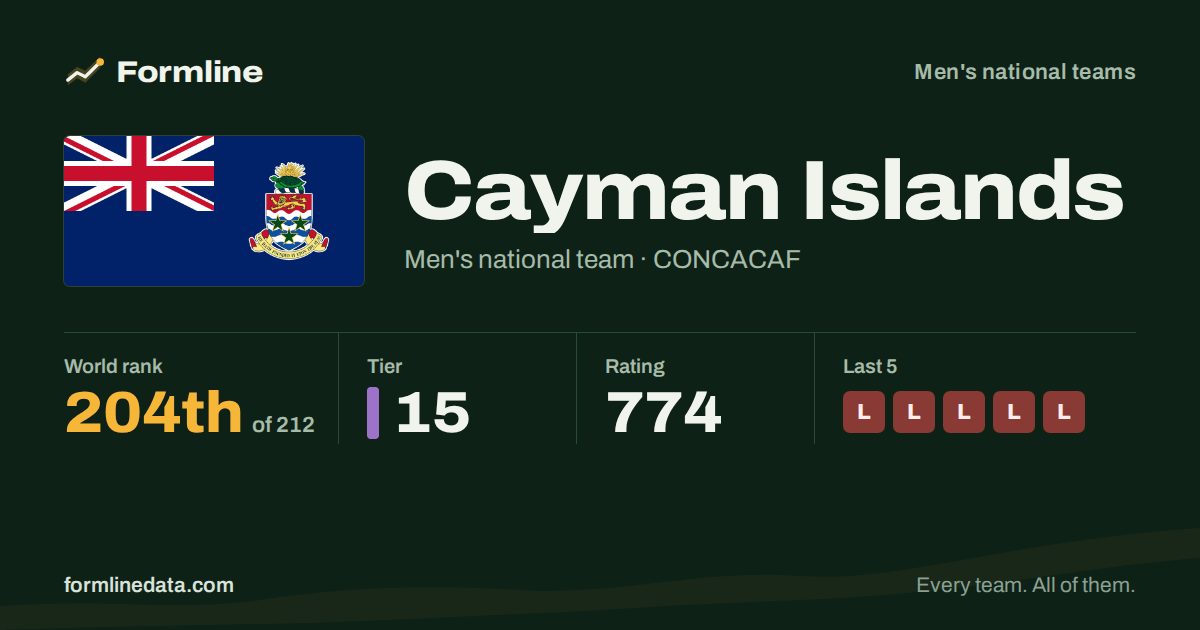 Formline
Men's national teams
Cayman Islands
Men's national team · CONCACAF
World rank
204th of 212
Tier
15
Rating
774
Last 5
L L L L L
formlinedata.com
Every team. All of them.